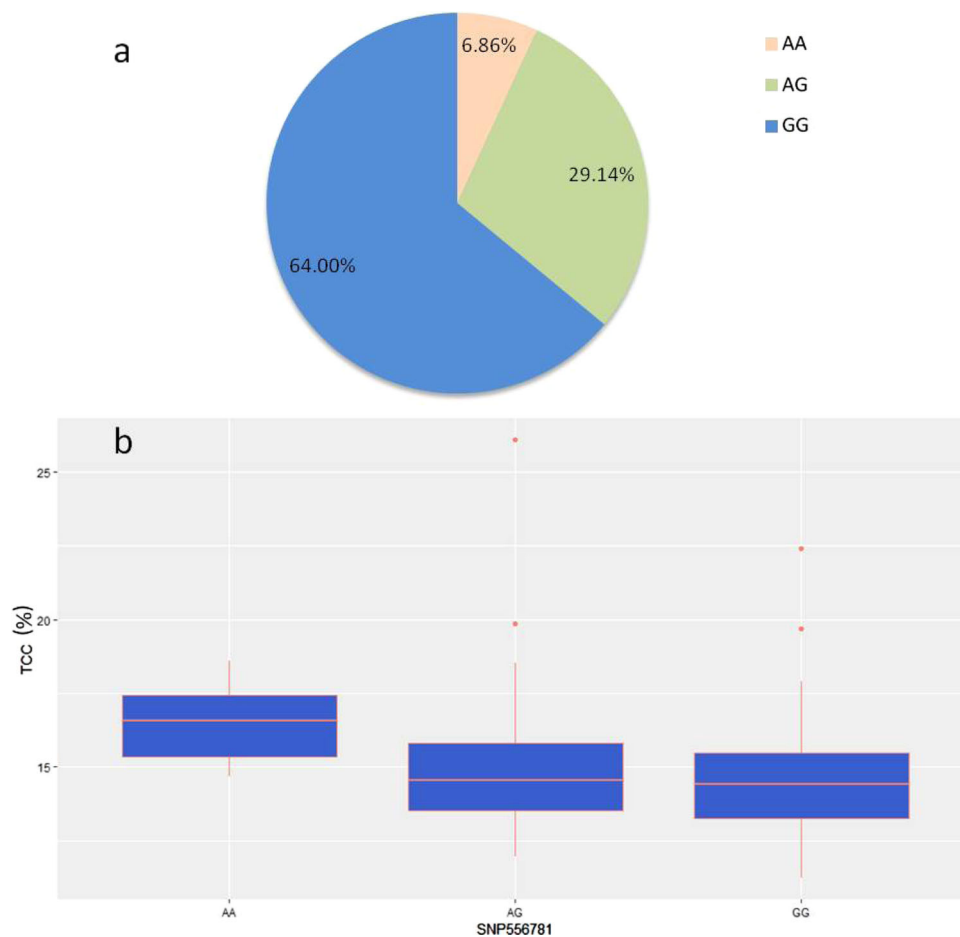 a
6.86%
29.14%
64.00%
AA
AG
GG
b
25
20
15
TCC (%)
AA
AG
GG
SNP556781